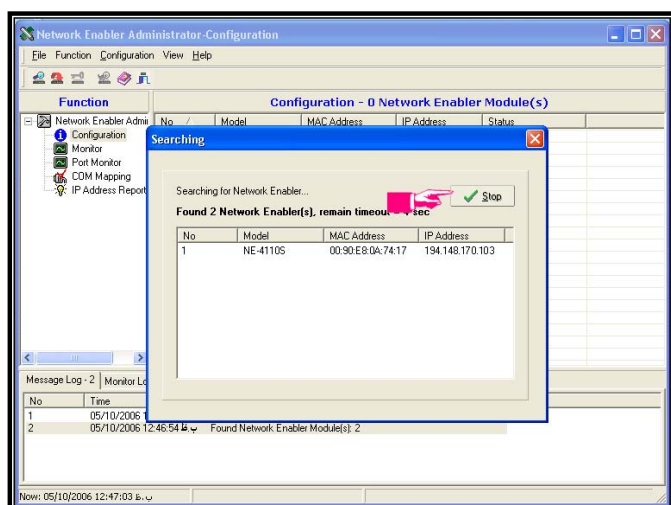 Network Enabler Administrator-Configuration
File Function Configuration View Help
Function
Configuration - 0 Network Enabler Module(s)
Network Enabler Admi
Configuration
Monitor
Port Monitor
COM Mapping
IP Address Report
No / Model MAC Address IP Address Status
Searching
Searching for Network Enabler...
Stop
Found 2 Network Enabler(s), remain timeout sec
No Model MAC Address IP Address
1 NE-4110S 00:90:E8:0A:74:17 194.148.170.103
Message Log - 2 Monitor Lo
No Time
1 05/10/2006 1
2 05/10/2006 12:46:54 ب.ظ Found Network Enabler Module(s): 2
Now: 05/10/2006 12:47:03 ب.ظ